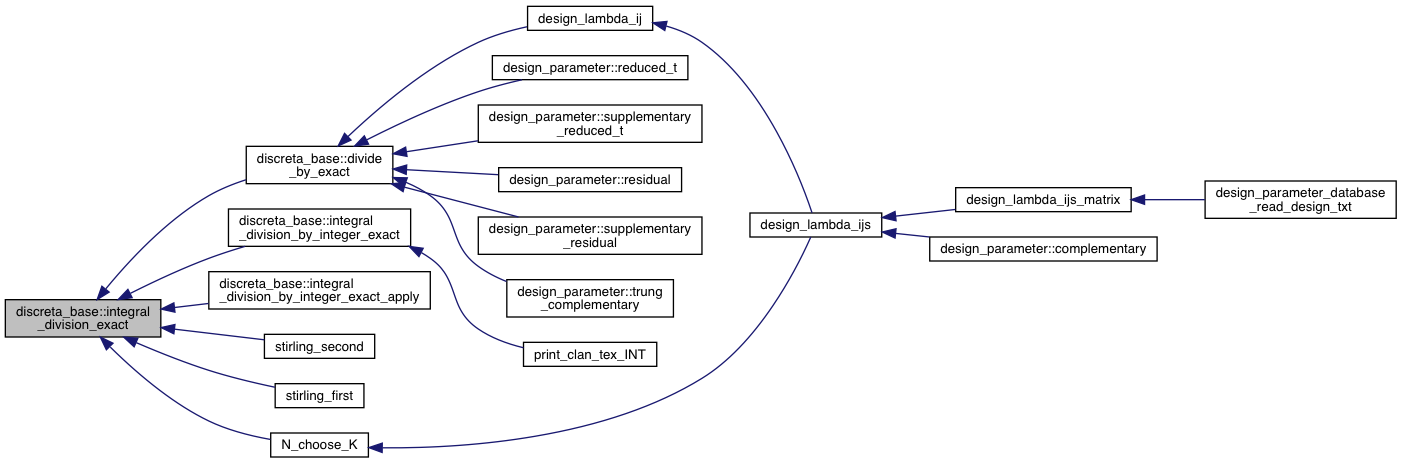 design_lambda_ij
design_parameter::reduced_t
design_parameter::supplementary
_reduced_t
discreta_base::divide
_by_exact
design_parameter::residual
design_parameter_database
_read_design_txt
design_lambda_ijs_matrix
discreta_base::integral
_division_by_integer_exact
design_parameter::supplementary
_residual
design_lambda_ijs
design_parameter::complementary
discreta_base::integral
_division_by_integer_exact_apply
design_parameter::trung
_complementary
discreta_base::integral
_division_exact
stirling_second
print_clan_tex_INT
stirling_first
N_choose_K